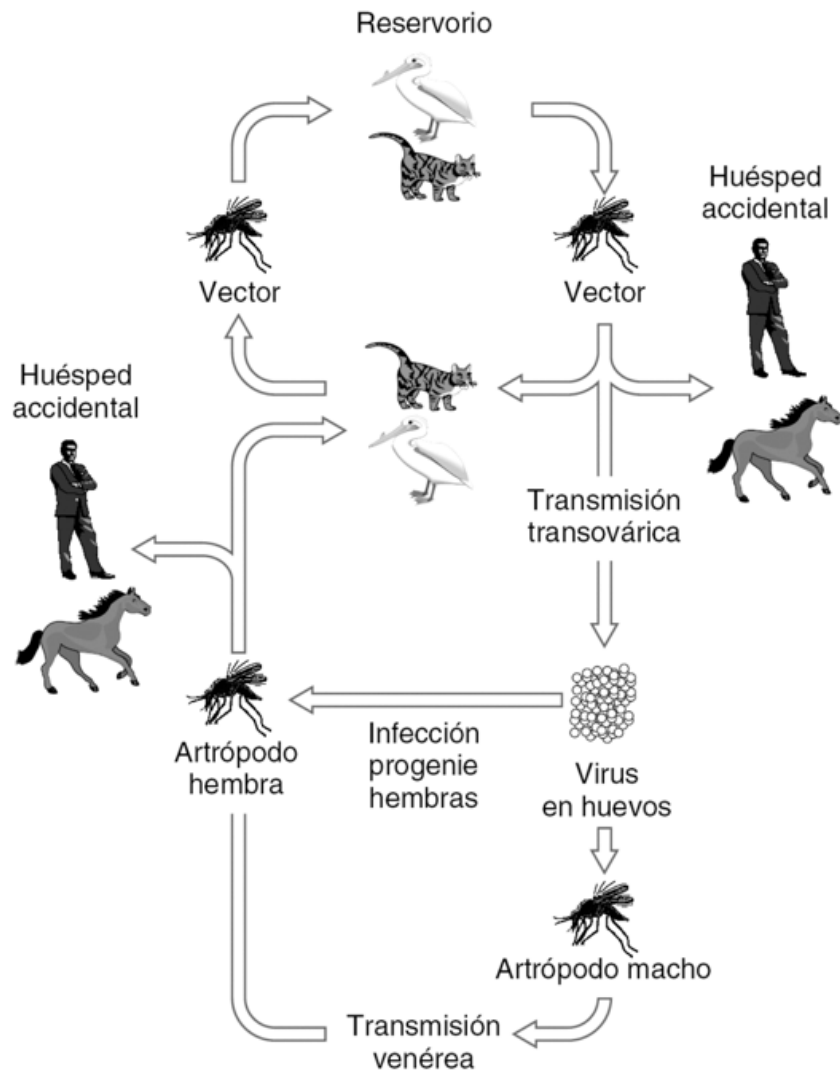 Reservorio
Huésped
accidental
Vector
Vector
Huésped
accidental
Transmisión
transovárica
Artrópodo
hembra
Infección
progenie
hembras
Virus
en huevos
Artrópodo macho
Transmisión
venérea